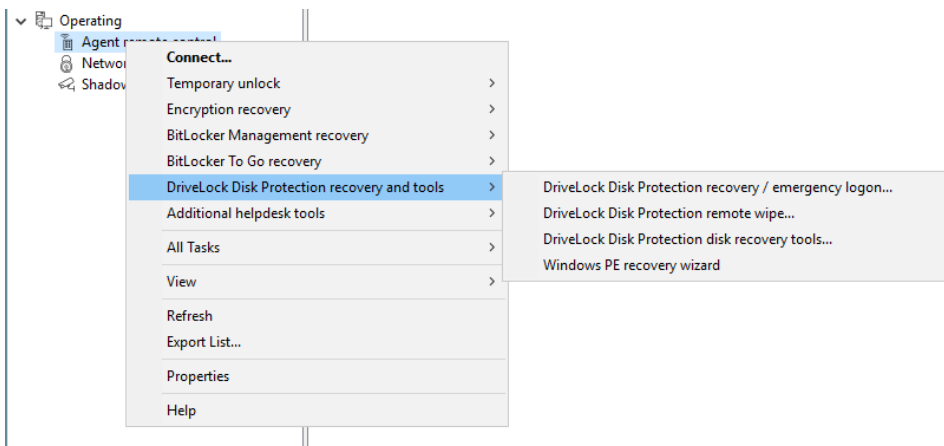 Operating
Agent remote control
Connect...
Temporary unlock
Encryption recovery
BitLocker Management recovery
BitLocker To Go recovery
DriveLock Disk Protection recovery and tools
Additional helpdesk tools
All Tasks
View
Refresh
Export List...
Properties
Help
DriveLock Disk Protection recovery / emergency logon...
DriveLock Disk Protection remote wipe...
DriveLock Disk Protection disk recovery tools...
Windows PE recovery wizard